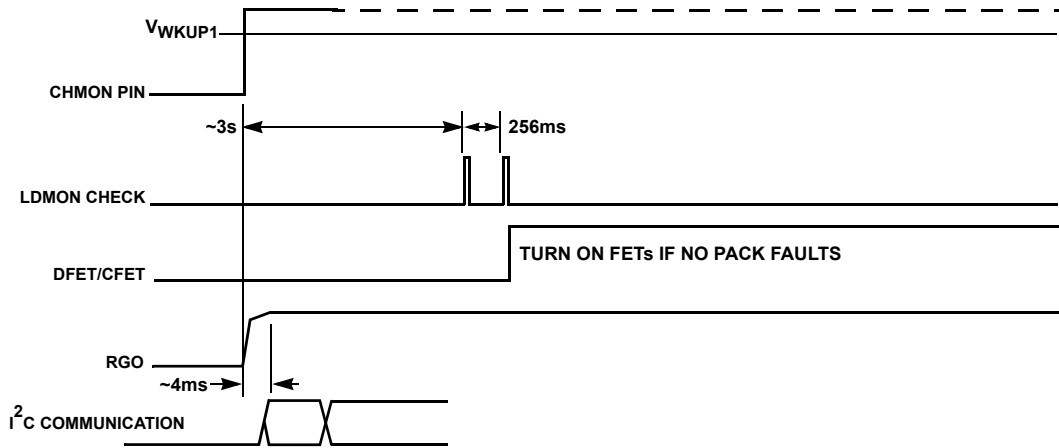 VWKUP1
CHMON PIN
~3s
256ms
LDMON CHECK
TURN ON FETs IF NO PACK FAULTS
DFET/CFET
RGO
~4ms
I2C COMMUNICATION